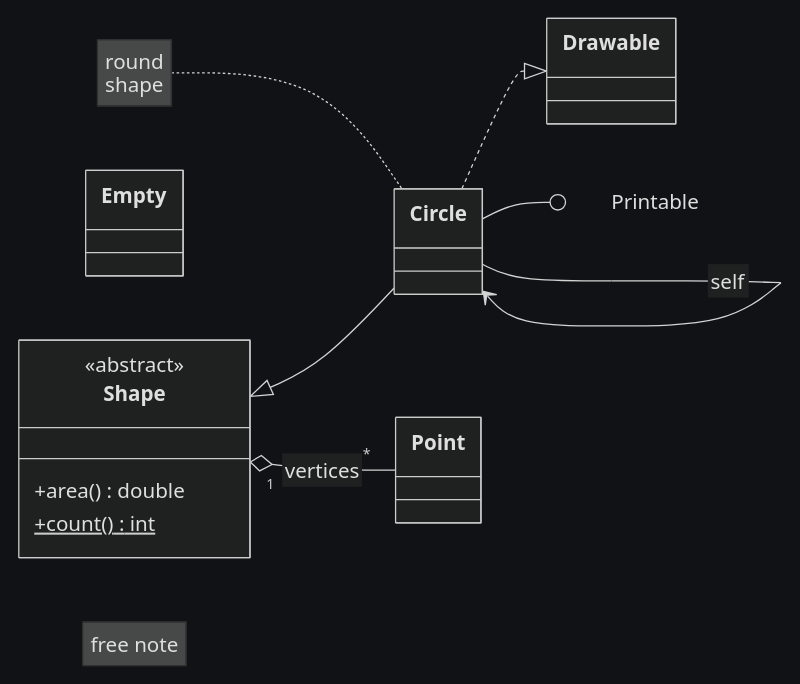 round
shape
Drawable
Empty
Circle
Printable
self
«abstract»
Shape
+area() : double
+count() : int
1
vertices
*
Point
free note